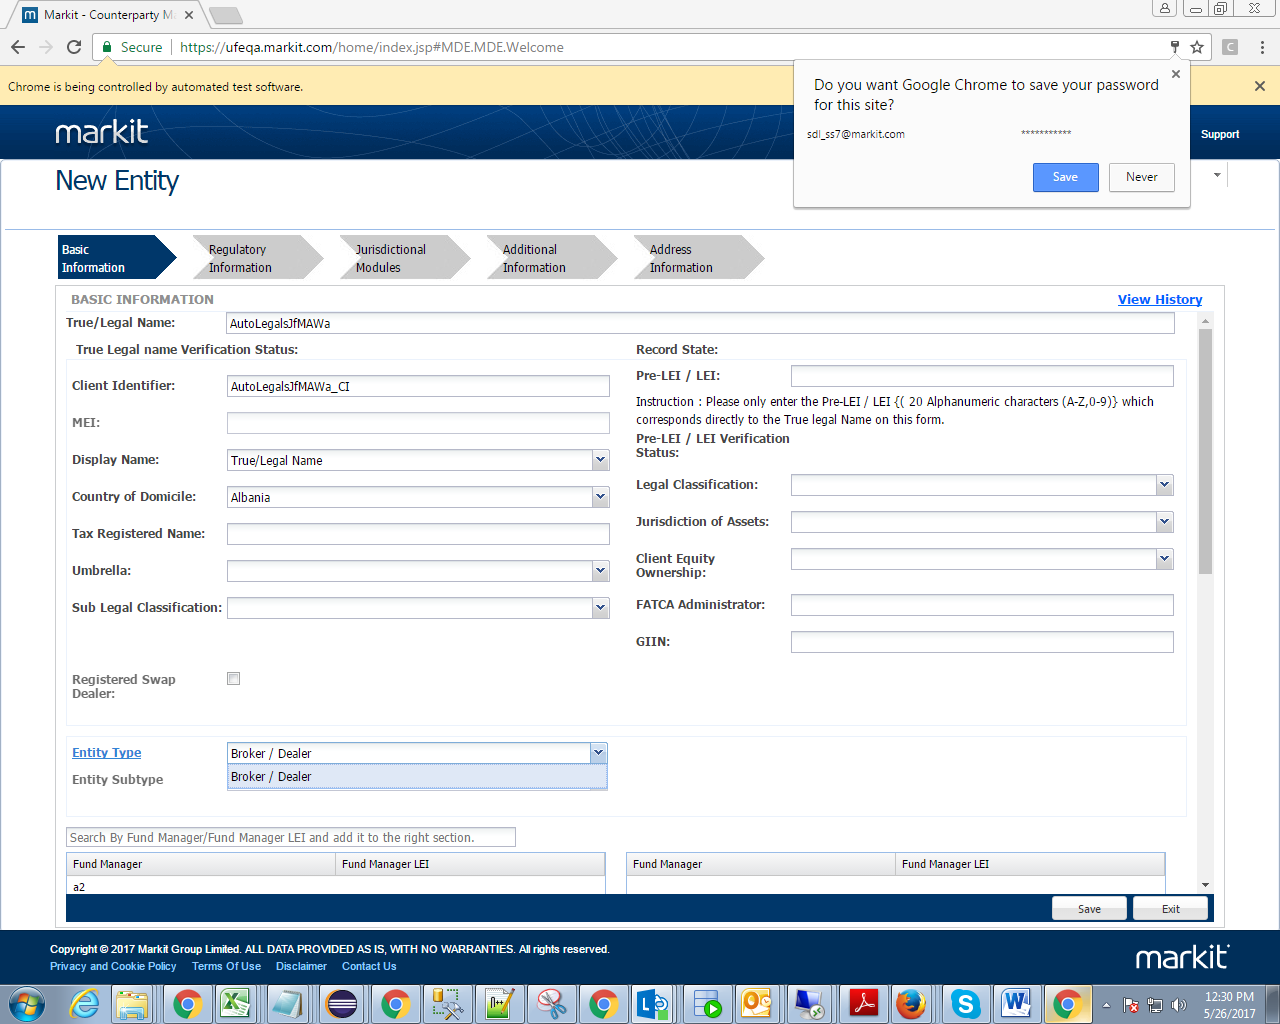 Markit - Counterparty M
Secure
https://ufeqa.markit.com/home/index.jsp#MDE.MDE.Welcome
C
Chrome is being controlled by automated test software.
Do you want Google Chrome to save your password
for this site?
sdl_ss7@markit.com ***********
Save Never
markit
Support
New Entity
Basic
Information
Regulatory
Information
Jurisdictional
Modules
Additional
Information
Address
Information
BASIC INFORMATION
View History
True/Legal Name: AutoLegalsJfMAWa
True Legal name Verification Status:
Record State:
Client Identifier: AutoLegalsJfMAWa_CI
Pre-LEI / LEI:
Instruction : Please only enter the Pre-LEI / LEI {( 20 Alphanumeric characters (A-Z,0-9)} which
corresponds directly to the True legal Name on this form.
MEI:
Pre-LEI / LEI Verification
Status:
Display Name: True/Legal Name
Legal Classification:
Country of Domicile: Albania
Jurisdiction of Assets:
Tax Registered Name:
Client Equity
Ownership:
Umbrella:
Sub Legal Classification:
FATCA Administrator:
GIIN:
Registered Swap
Dealer:
Entity Type Broker / Dealer
Broker / Dealer
Entity Subtype
Search By Fund Manager/Fund Manager LEI and add it to the right section.
Fund Manager Fund Manager LEI Fund Manager Fund Manager LEI
a2
Save Exit
Copyright © 2017 Markit Group Limited. ALL DATA PROVIDED AS IS, WITH NO WARRANTIES. All rights reserved.
Privacy and Cookie Policy Terms Of Use Disclaimer Contact Us
markit
12:30 PM
5/26/2017